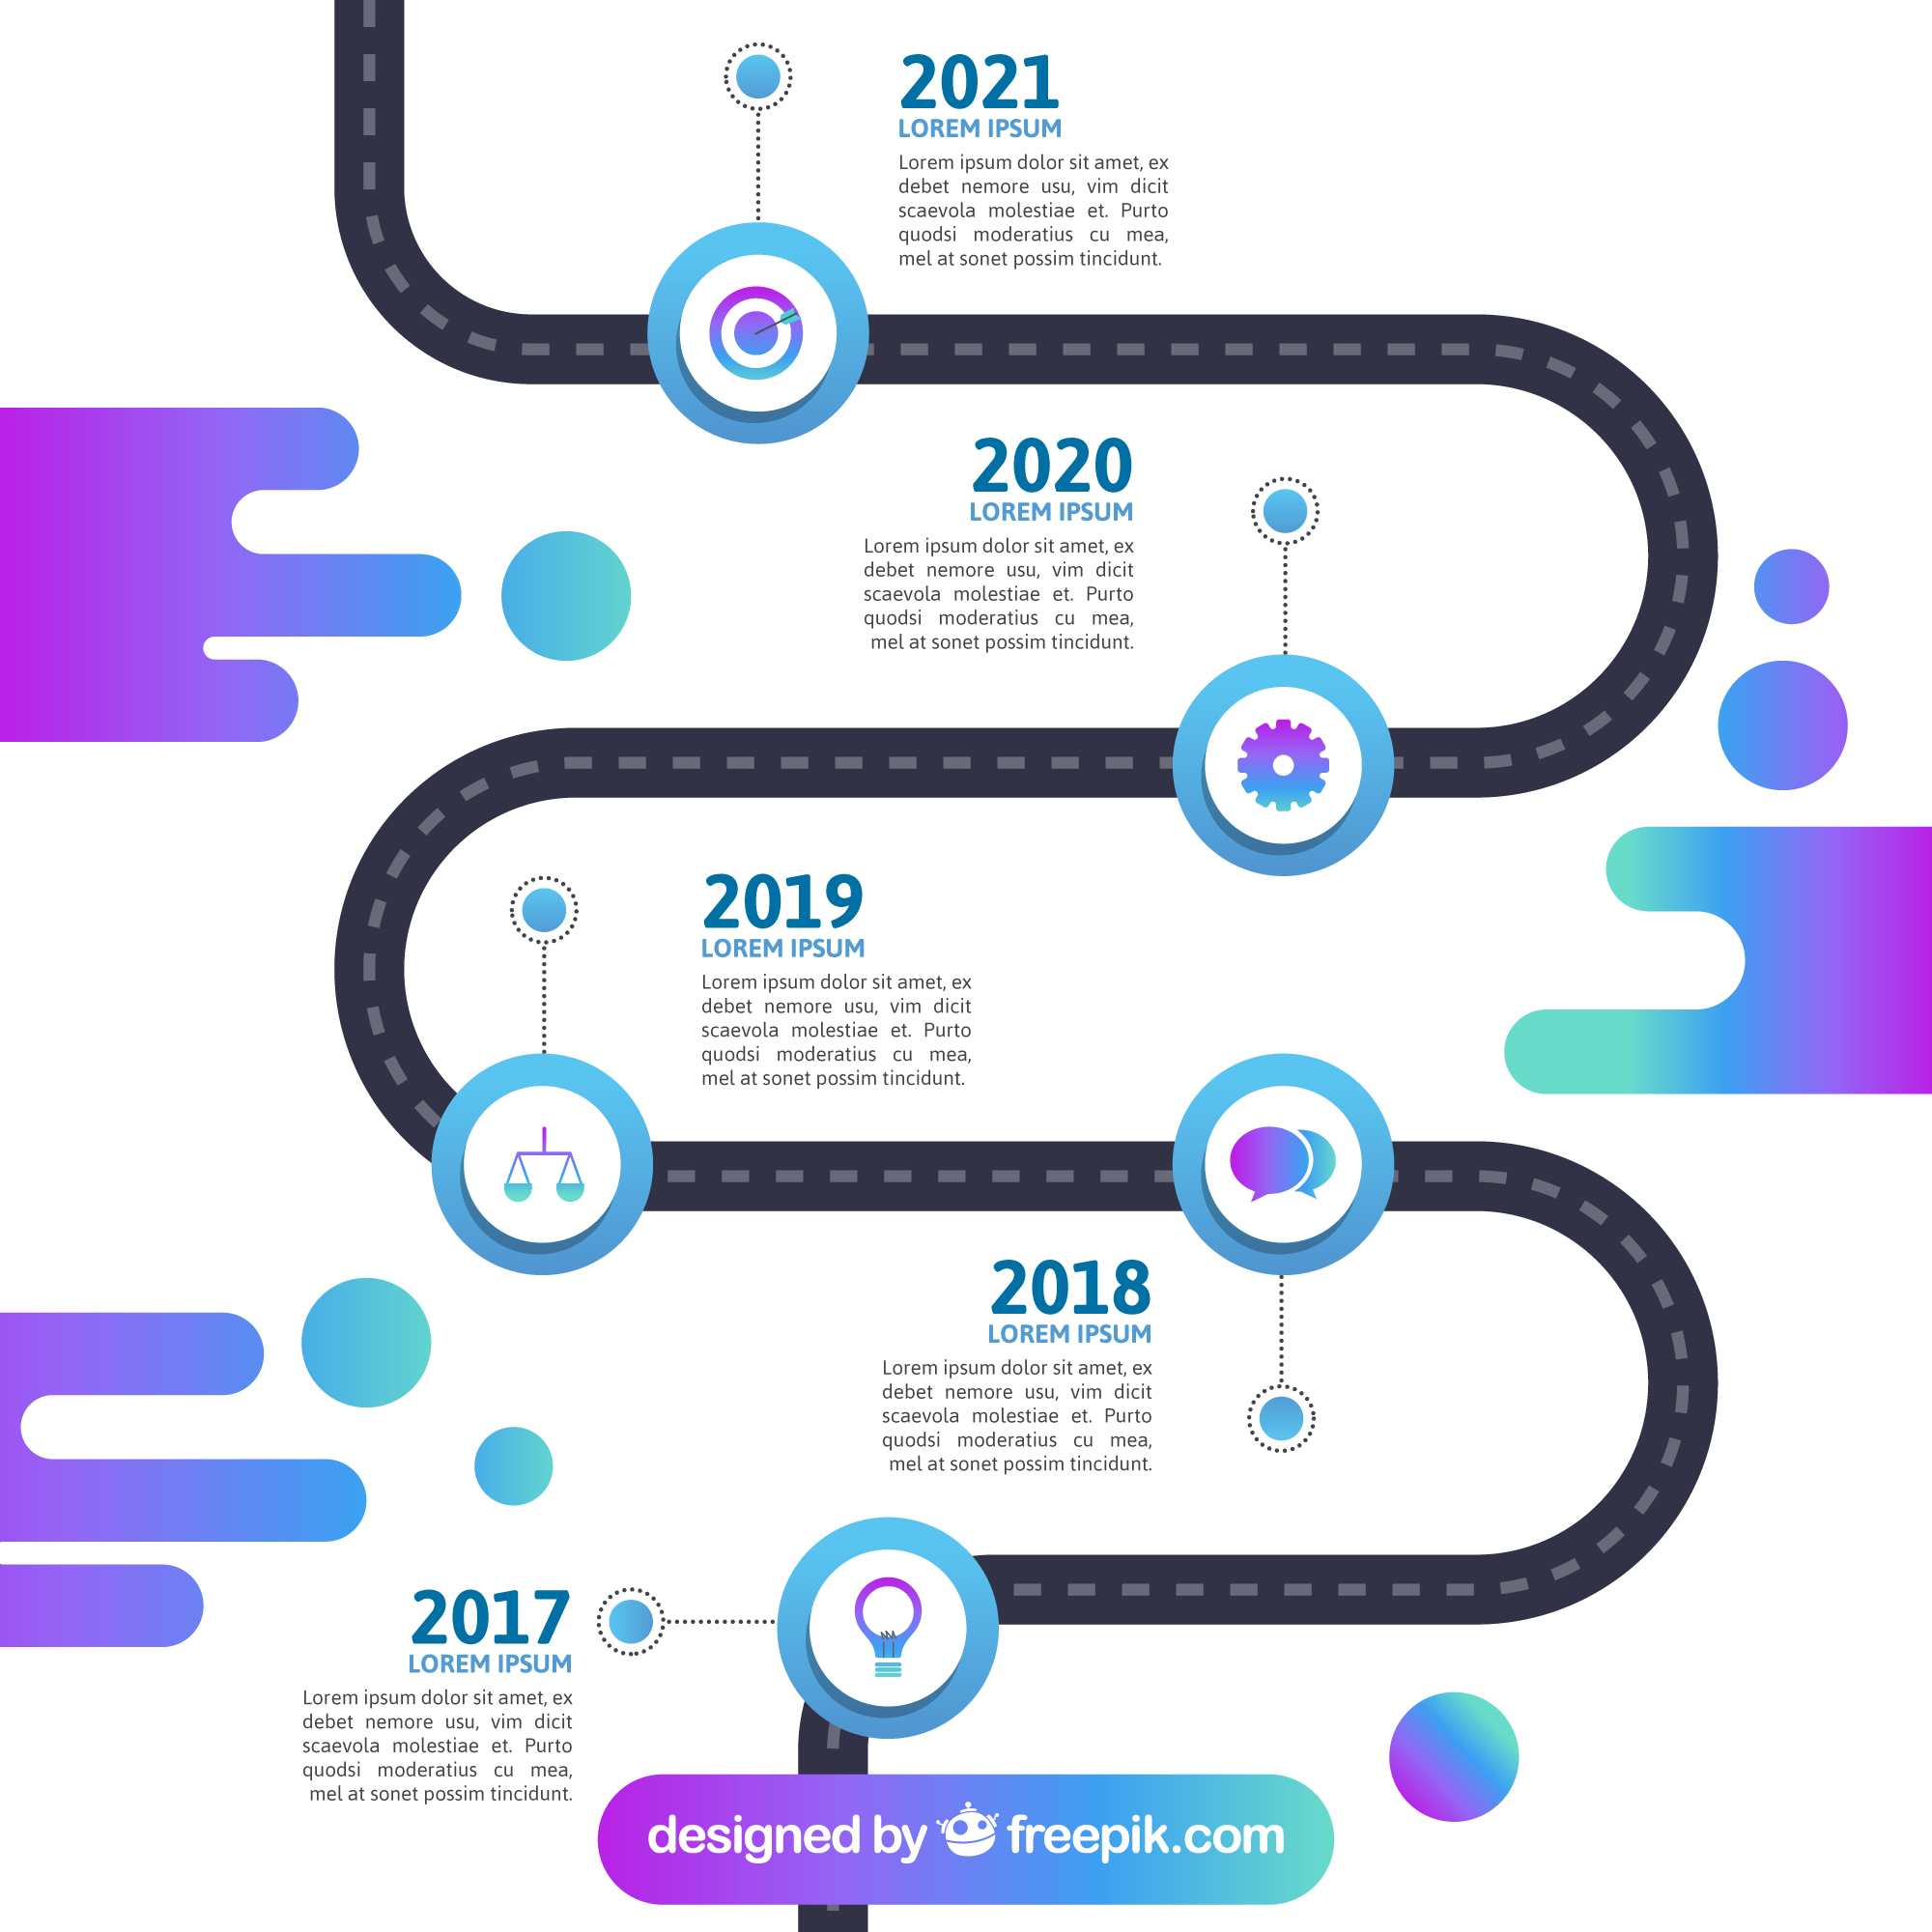 2021
LOREM IPSUM
Lorem ipsum dolor sit amet, ex
debet nemore usu, vim dicit
scaevola molestiae et. Purto
quodsi moderatius cu mea,
mel at sonet possim tincidunt.
2020
LOREM IPSUM
Lorem ipsum dolor sit amet, ex
debet nemore usu, vim dicit
scaevola molestiae et. Purto
quodsi moderatius cu mea,
mel at sonet possim tincidunt.
2019
LOREM IPSUM
Lorem ipsum dolor sit amet, ex
debet nemore usu, vim dicit
scaevola molestiae et. Purto
quodsi moderatius cu mea,
mel at sonet possim tincidunt.
2018
LOREM IPSUM
Lorem ipsum dolor sit amet, ex
debet nemore usu, vim dicit
scaevola molestiae et. Purto
quodsi moderatius cu mea,
mel at sonet possim tincidunt.
2017
LOREM IPSUM
Lorem ipsum dolor sit amet, ex
debet nemore usu, vim dicit
scaevola molestiae et. Purto
quodsi moderatius cu mea,
mel at sonet possim tincidunt.
designed by freepik.com